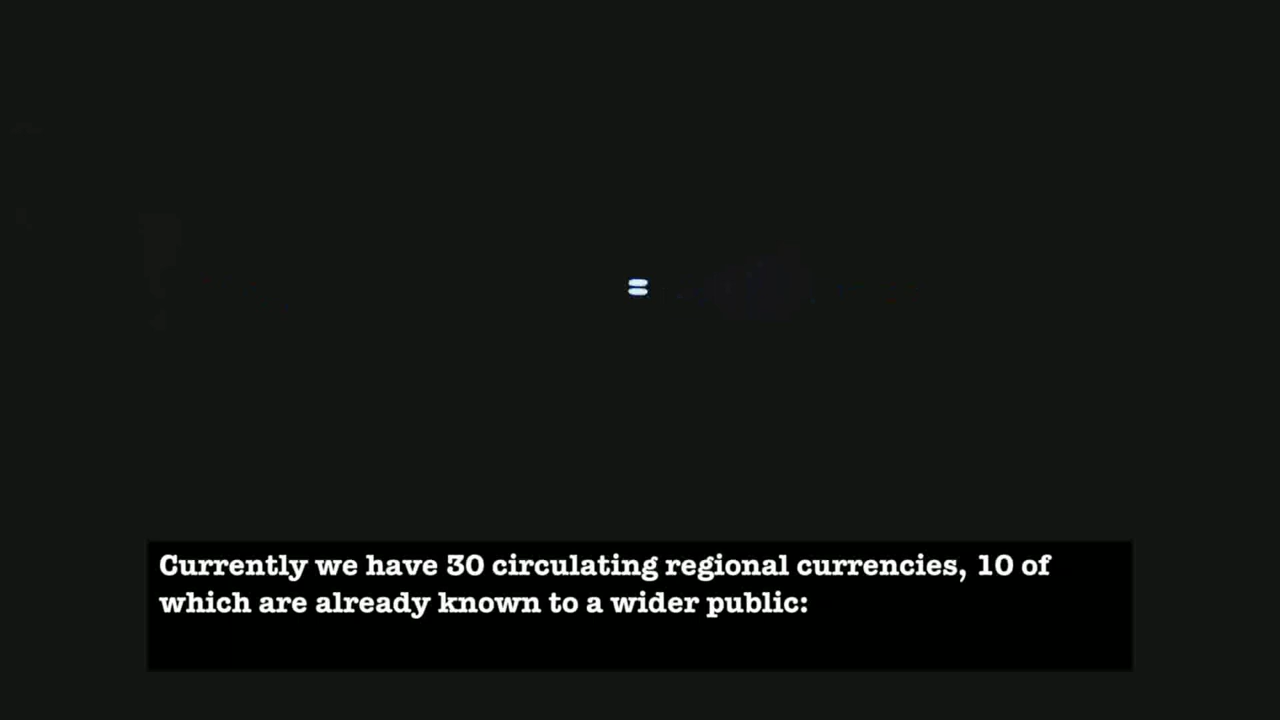 =
Currently we have 30 circulating regional currencies, 10 of
which are already known to a wider public: